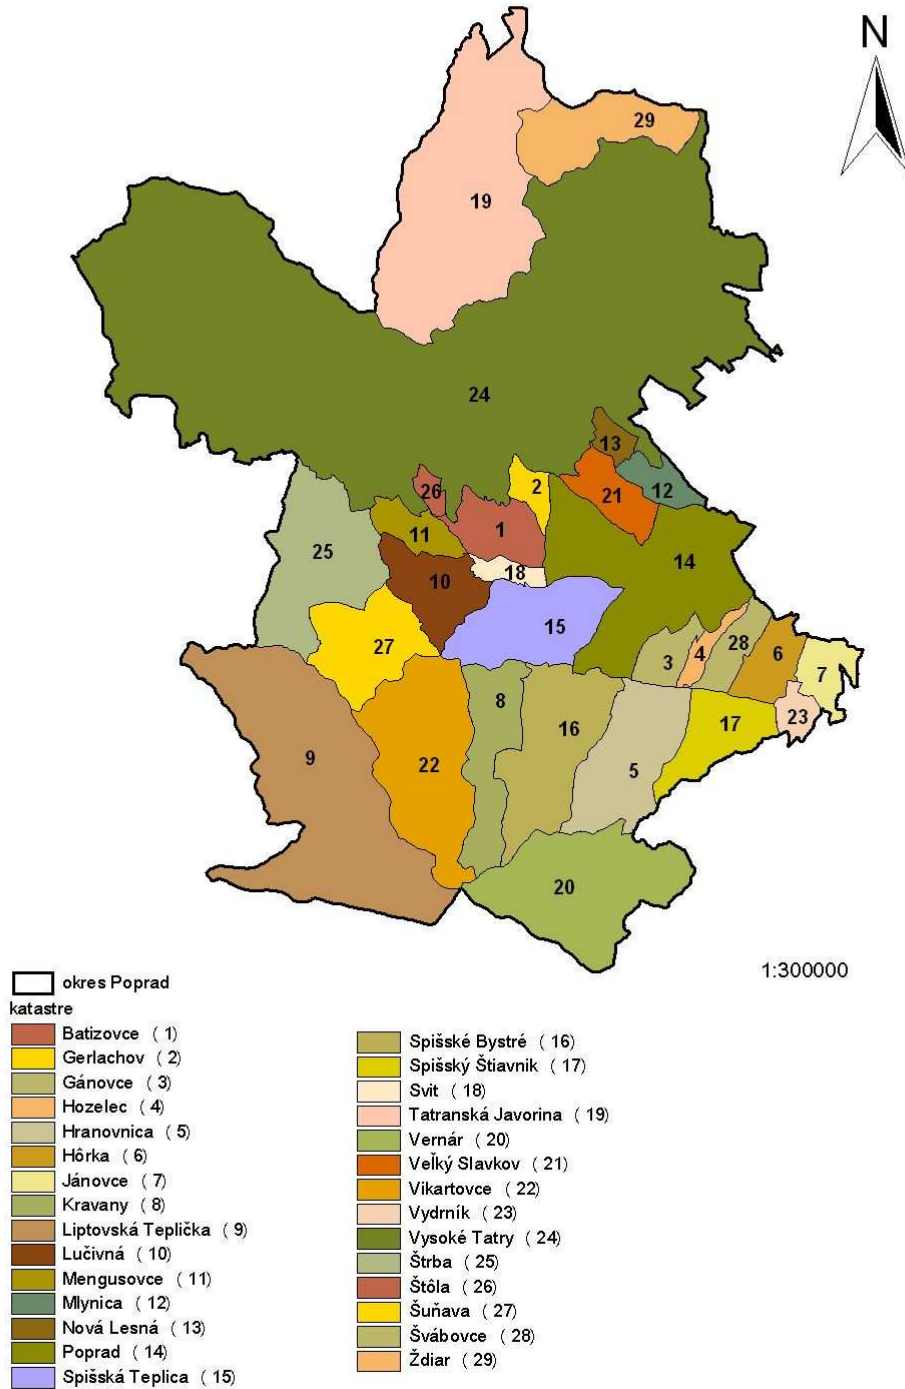 N
29
19
24
13
2
26
21
12
1
11
25
18
14
10
15
27
28
3
4
6
7
8
23
16
17
9
22
5
20
1:300000
okres Poprad
katastre
Batizovce ( 1)
Gerlachov ( 2)
Gánovce ( 3)
Hozelec ( 4)
Hranovnica ( 5)
Hôrka ( 6)
Jánovce ( 7)
Kravany ( 8)
Liptovská Teplička ( 9)
Lučivná ( 10)
Mengusovce ( 11)
Mlynica ( 12)
Nová Lesná ( 13)
Poprad ( 14)
Spišská Teplica ( 15)
Spišské Bystré ( 16)
Spišský Štiavnik ( 17)
Svit ( 18)
Tatranská Javorina ( 19)
Vernár ( 20)
Veľký Slavkov ( 21)
Vikartovce ( 22)
Vydrník ( 23)
Vysoké Tatry ( 24)
Štrba ( 25)
Štôla ( 26)
Šuňava ( 27)
Švábovce ( 28)
Ždiar ( 29)